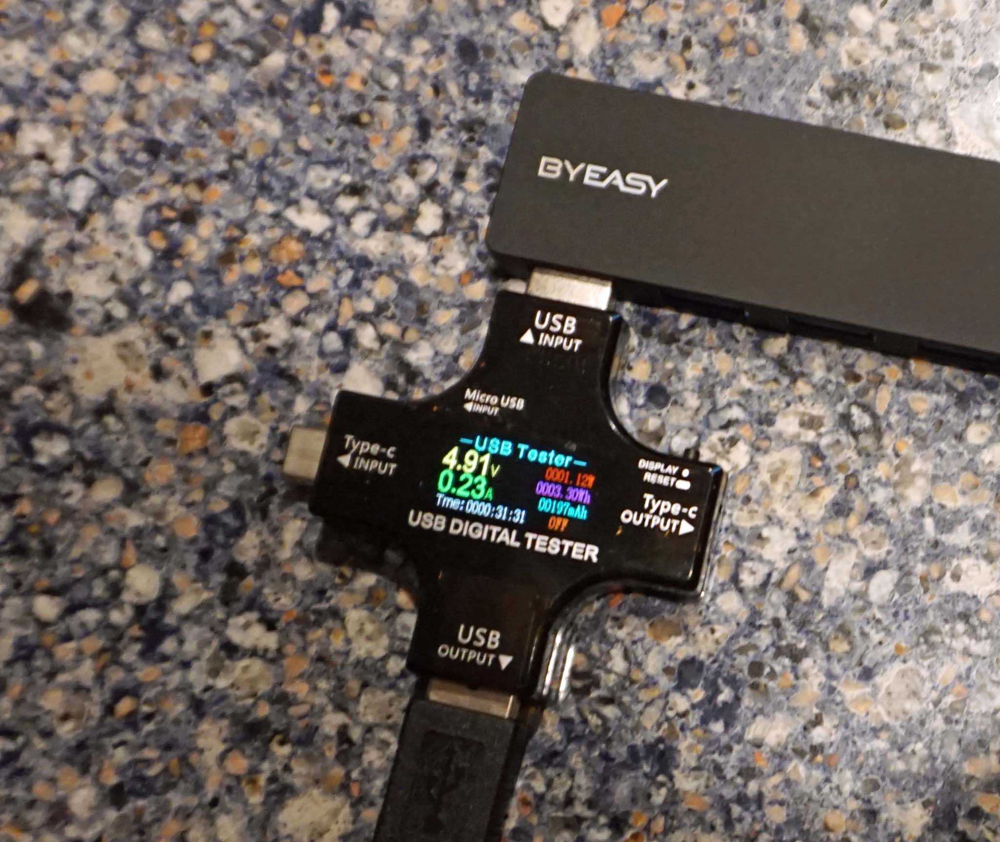 BYEASY
USB
▲ INPUT
Micro USB
◀INPUT
Type-c
◀ INPUT
—USB Tester—
4.91V
0001.12W
0.23A
0003.30Wh
00197mAh
Tme:0000:31:31
OFF
DISPLAY ●
RESET
Type-c
OUTPUT▶
USB DIGITAL TESTER
USB
OUTPUT▼